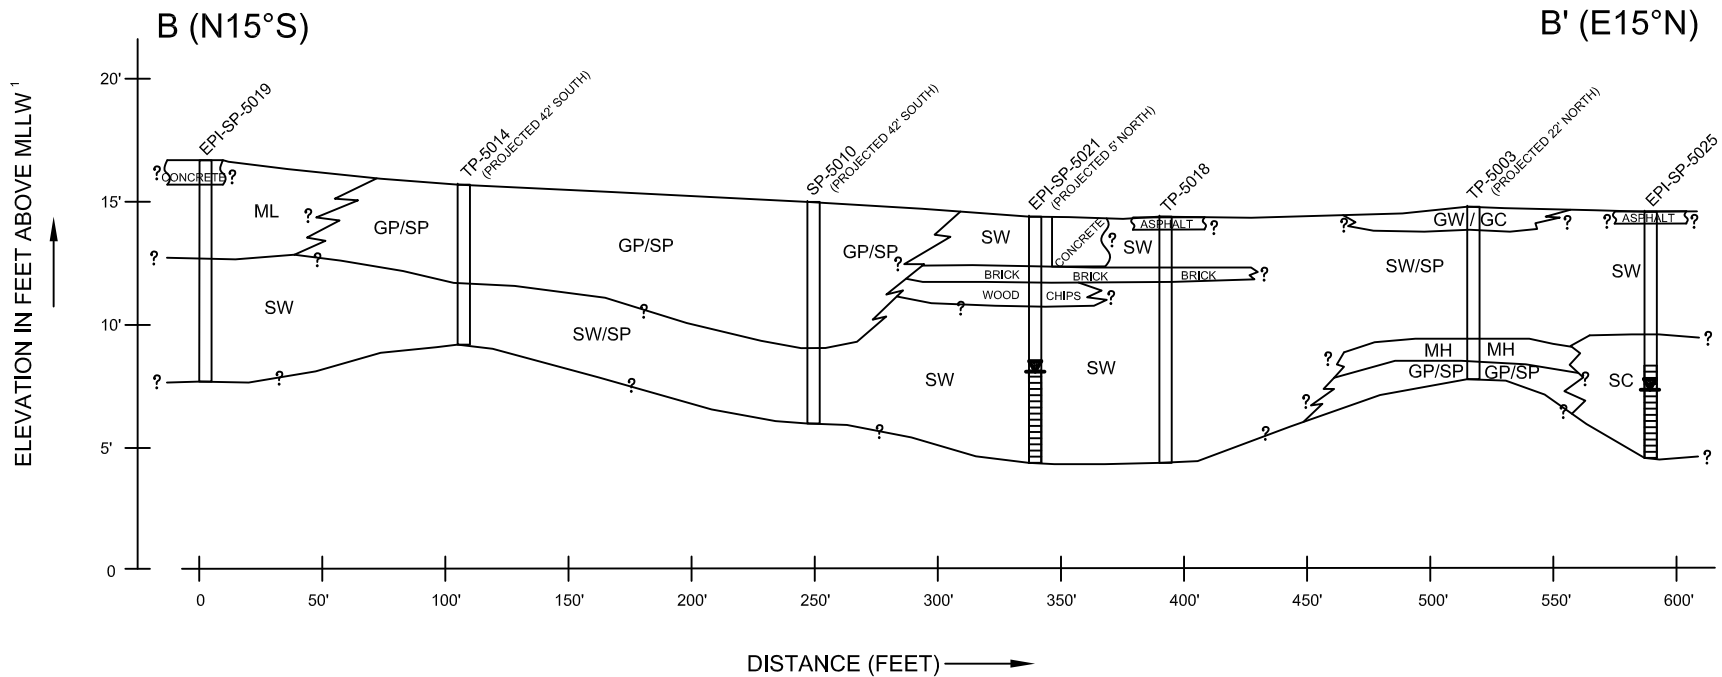 B (N15°S)
B' (E15°N)
ELEVATION IN FEET ABOVE MLLW 1
20'
15'
10'
5'
0
EPI-SP-5019
TP-5014
(PROJECTED 42' SOUTH)
SP-5010
(PROJECTED 42' SOUTH)
EPI-SP-5021
(PROJECTED 5' NORTH)
TP-5018
TP-5003
(PROJECTED 22' NORTH)
EPI-SP-5025
? CONCRETE ?
ML
?
GP/SP
GP/SP
GP/SP
?
SW
CONCRETE
?
SW
ASPHALT ?
? GW / GC ?
? ASPHALT ?
SW/SP
SW
? ?
BRICK BRICK BRICK ?
WOOD CHIPS ?
?
SW
?
SW/SP
SW
SW
? MH MH
GP/SP GP/SP ?
SC
?
? ? ?
?
? ?
?
?
0 50' 100' 150' 200' 250' 300' 350' 400' 450' 500' 550' 600'
DISTANCE (FEET)